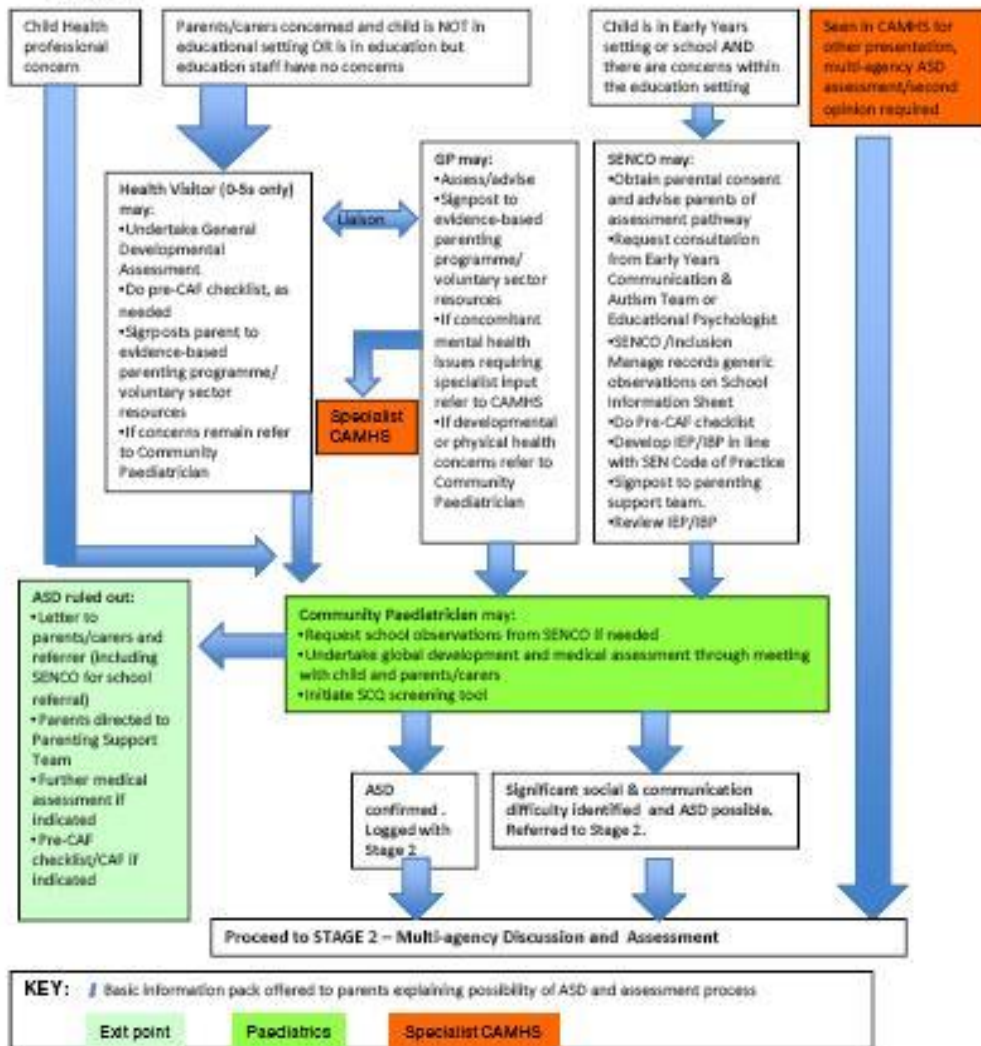 Child Health
professional
concern
Parents/carers concerned and child is NOT in
educational setting OR is in education but
education staff have no concerns
Child is in Early Years
setting or school AND
there are concerns within
the education setting
Seen in CAMHS for
other presentation,
multi-agency ASD
assessment/second
opinion required
Health Visitor (0-5s only)
may:
•Undertake General
Developmental
Assessment
•Do pre-CAF checklist, as
needed
•Signposts parent to
evidence-based
parenting programme/
voluntary sector
resources
•If concerns remain refer
to Community
Paediatrician
Liaison
GP may:
•Assess/advise
•Signpost to
evidence-based
parenting
programme/
voluntary sector
resources
•If concomitant
mental health
issues requiring
specialist input
refer to CAMHS
•If developmental
or physical health
concerns refer to
Community
Paediatrician
Specialist
CAMHS
SENCO may:
•Obtain parental consent
and advise parents of
assessment pathway
•Request consultation
from Early Years
Communication &
Autism Team or
Educational Psychologist
•SENCO /Inclusion
Manage records generic
observations on School
Information Sheet
•Do Pre-CAF checklist
•Develop IEP/IBP in line
with SEN Code of Practice
•Signpost to parenting
support team.
•Review IEP/IBP
ASD ruled out:
•Letter to
parents/carers and
referrer (including
SENCO for school
referral)
•Parents directed to
Parenting Support
Team
•Further medical
assessment if
indicated
•Pre-CAF
checklist/CAF if
indicated
Community Paediatrician may:
•Request school observations from SENCO if needed
•Undertake global development and medical assessment through meeting
with child and parents/carers
•Initiate SCQ screening tool
ASD
confirmed .
Logged with
Stage 2
Significant social & communication
difficulty identified and ASD possible.
Referred to Stage 2.
Proceed to STAGE 2 – Multi-agency Discussion and Assessment
KEY: Basic information pack offered to parents explaining possibility of ASD and assessment process
Exit point
Paediatrics
Specialist CAMHS